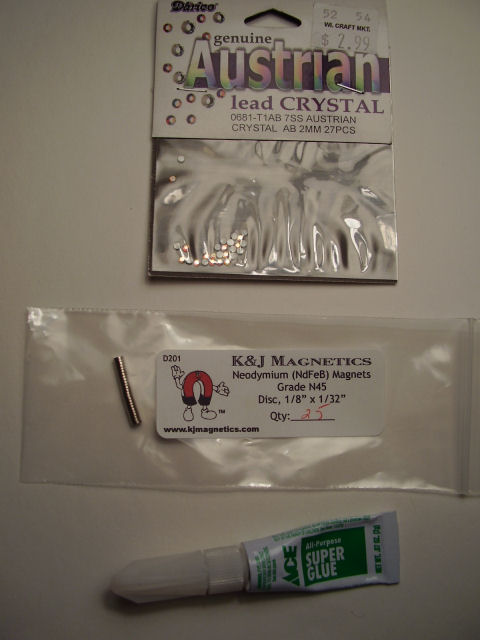 Darice
52 54
WI. CRAFT MKT.
$ 2.99
genuine
Austrian
lead CRYSTAL
0681-T1AB 7SS AUSTRIAN
CRYSTAL AB 2MM 27PCS
D201
K&J MAGNETICS
Neodymium (NdFeB) Magnets
Grade N45
Disc, 1/8" x 1/32"
Qty: 25
TM
www.kjmagnetics.com
ACE
All-Purpose
SUPER
GLUE